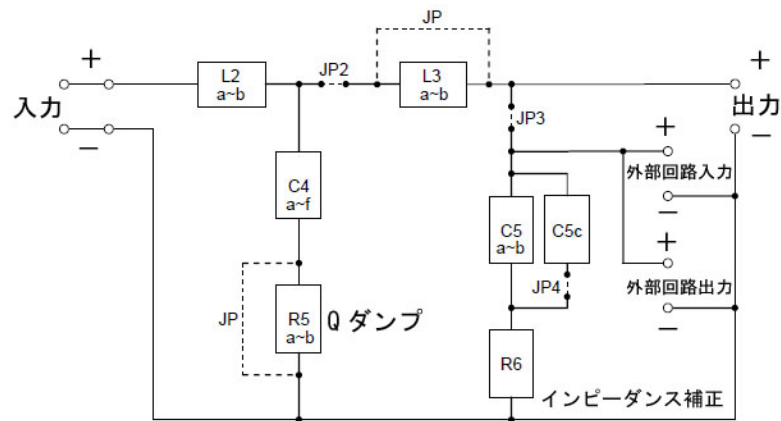 JP
+
L2
a~b
JP2
L3
a~b
+
入力
出力
−
JP3
−
+
C4
a~f
外部回路入力
C5
a~b
C5c
−
+
JP
R5
a~b
Qダンプ
JP4
外部回路出力
−
R6
インピーダンス補正